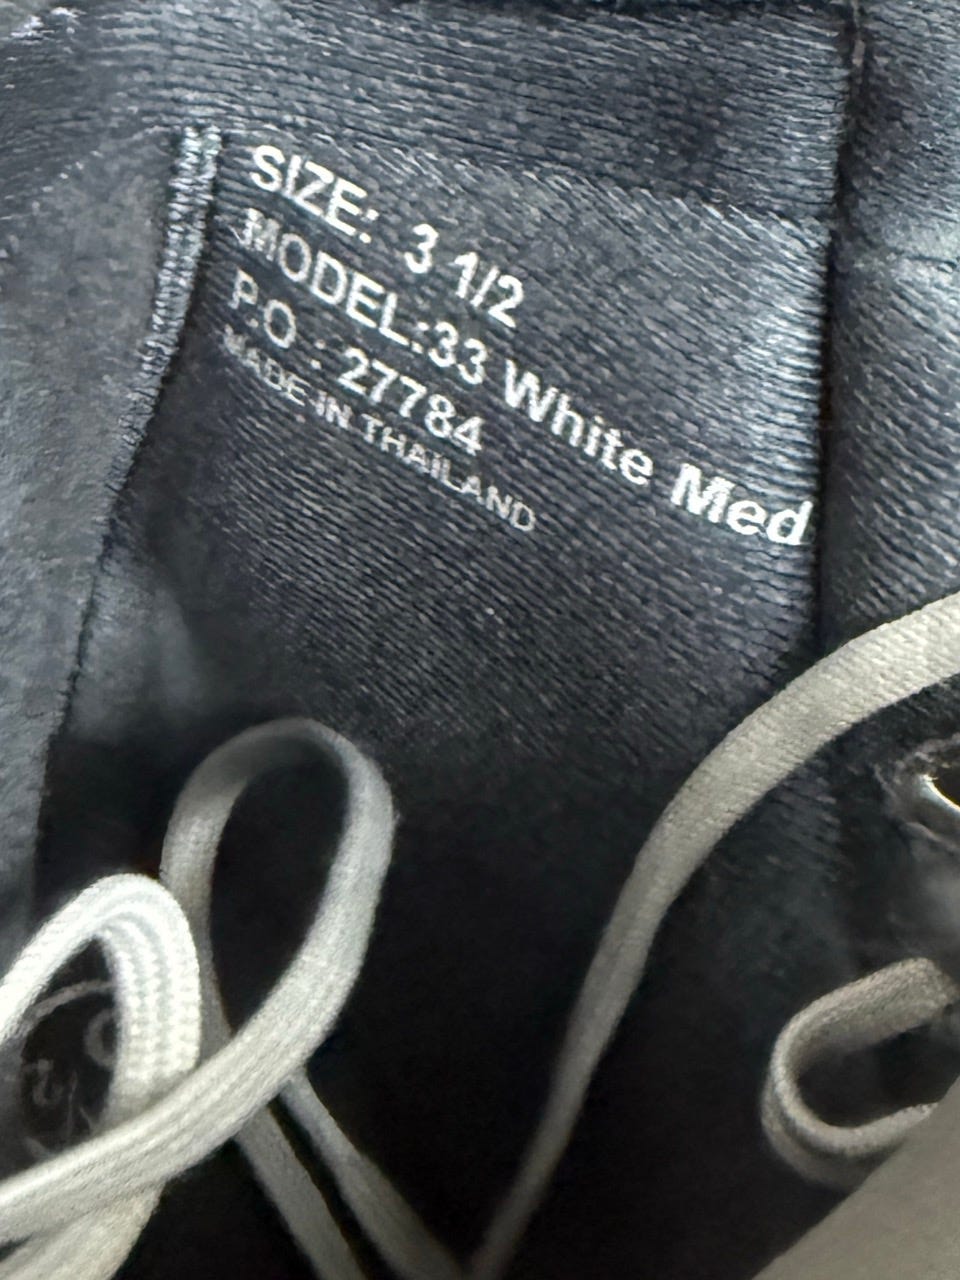 SIZE: 3 1/2
MODEL:33 White Med
P.O : 27784
MADE IN THAILAND